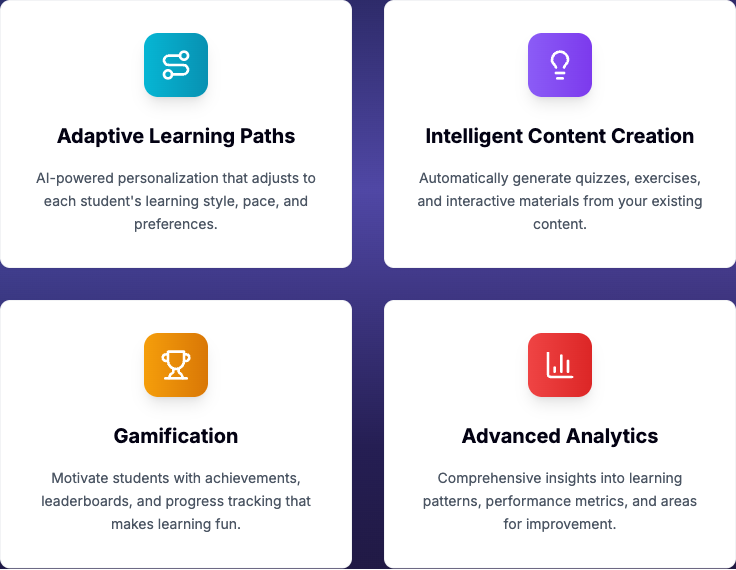 Adaptive Learning Paths
AI-powered personalization that adjusts to
each student's learning style, pace, and
preferences.
Intelligent Content Creation
Automatically generate quizzes, exercises,
and interactive materials from your existing
content.
Gamification
Motivate students with achievements,
leaderboards, and progress tracking that
makes learning fun.
Advanced Analytics
Comprehensive insights into learning
patterns, performance metrics, and areas
for improvement.